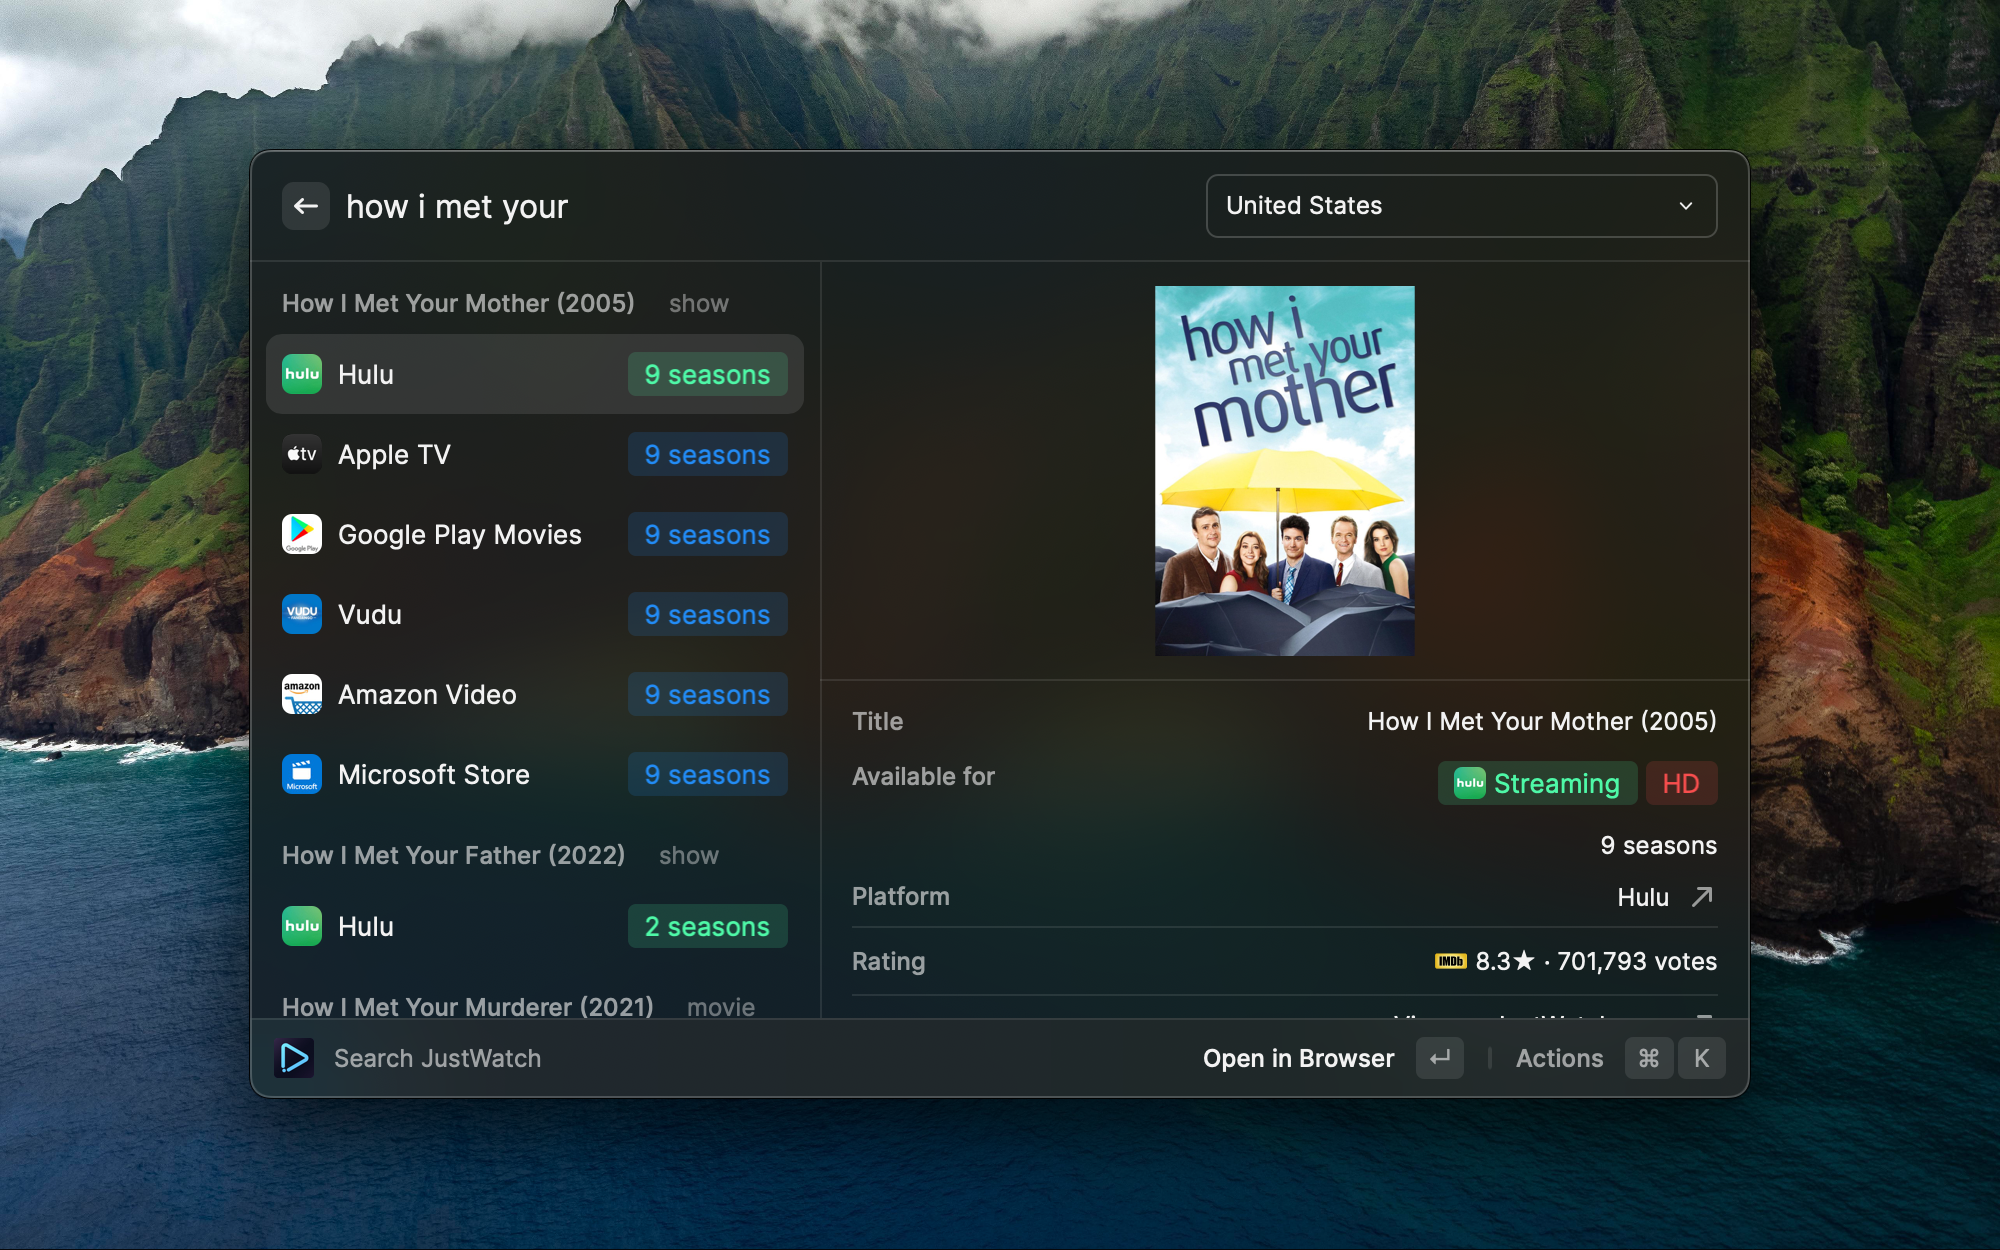 how i met your
United States
How I Met Your Mother (2005) show
hulu Hulu 9 seasons
tv Apple TV 9 seasons
Google Play Google Play Movies 9 seasons
VUDU Vudu 9 seasons
amazon Amazon Video 9 seasons
Microsoft Microsoft Store 9 seasons
How I Met Your Father (2022) show
hulu Hulu 2 seasons
How I Met Your Murderer (2021) movie
how i
met your
mother
Title How I Met Your Mother (2005)
Available for hulu Streaming HD
9 seasons
Platform Hulu
Rating IMDb 8.3★ · 701,793 votes
Search JustWatch Open in Browser Actions ⌘ K